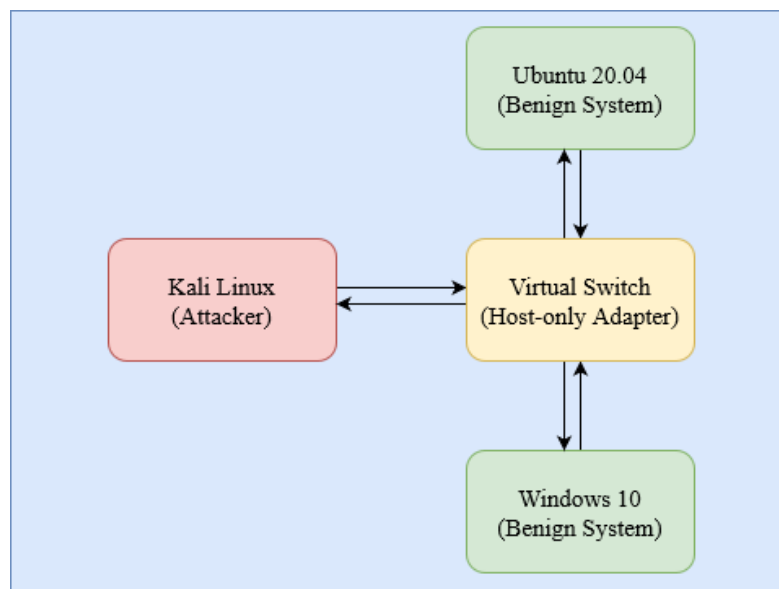 Ubuntu 20.04
(Benign System)
Kali Linux
(Attacker)
Virtual Switch
(Host-only Adapter)
Windows 10
(Benign System)